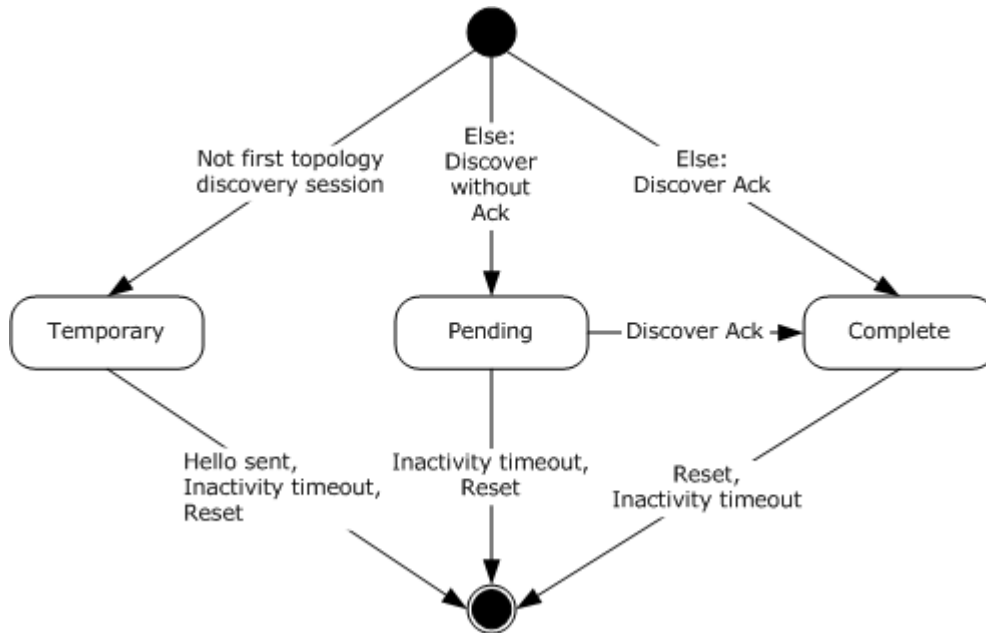 Not first topology
discovery session
Else:
Discover
without
Ack
Else:
Discover Ack
Temporary
Pending
Discover Ack
Complete
Hello sent,
Inactivity timeout,
Reset
Inactivity timeout,
Reset
Reset,
Inactivity timeout